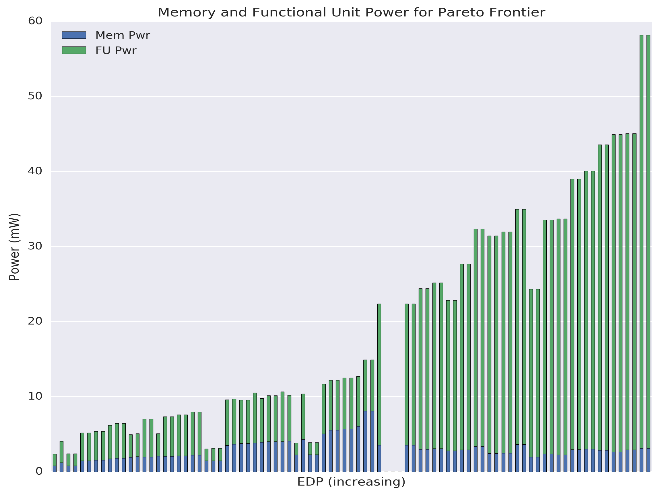 Memory and Functional Unit Power for Pareto Frontier
60
Mem Pwr
FU Pwr
50
40
30
20
10
0
Power (mW)
EDP (increasing)